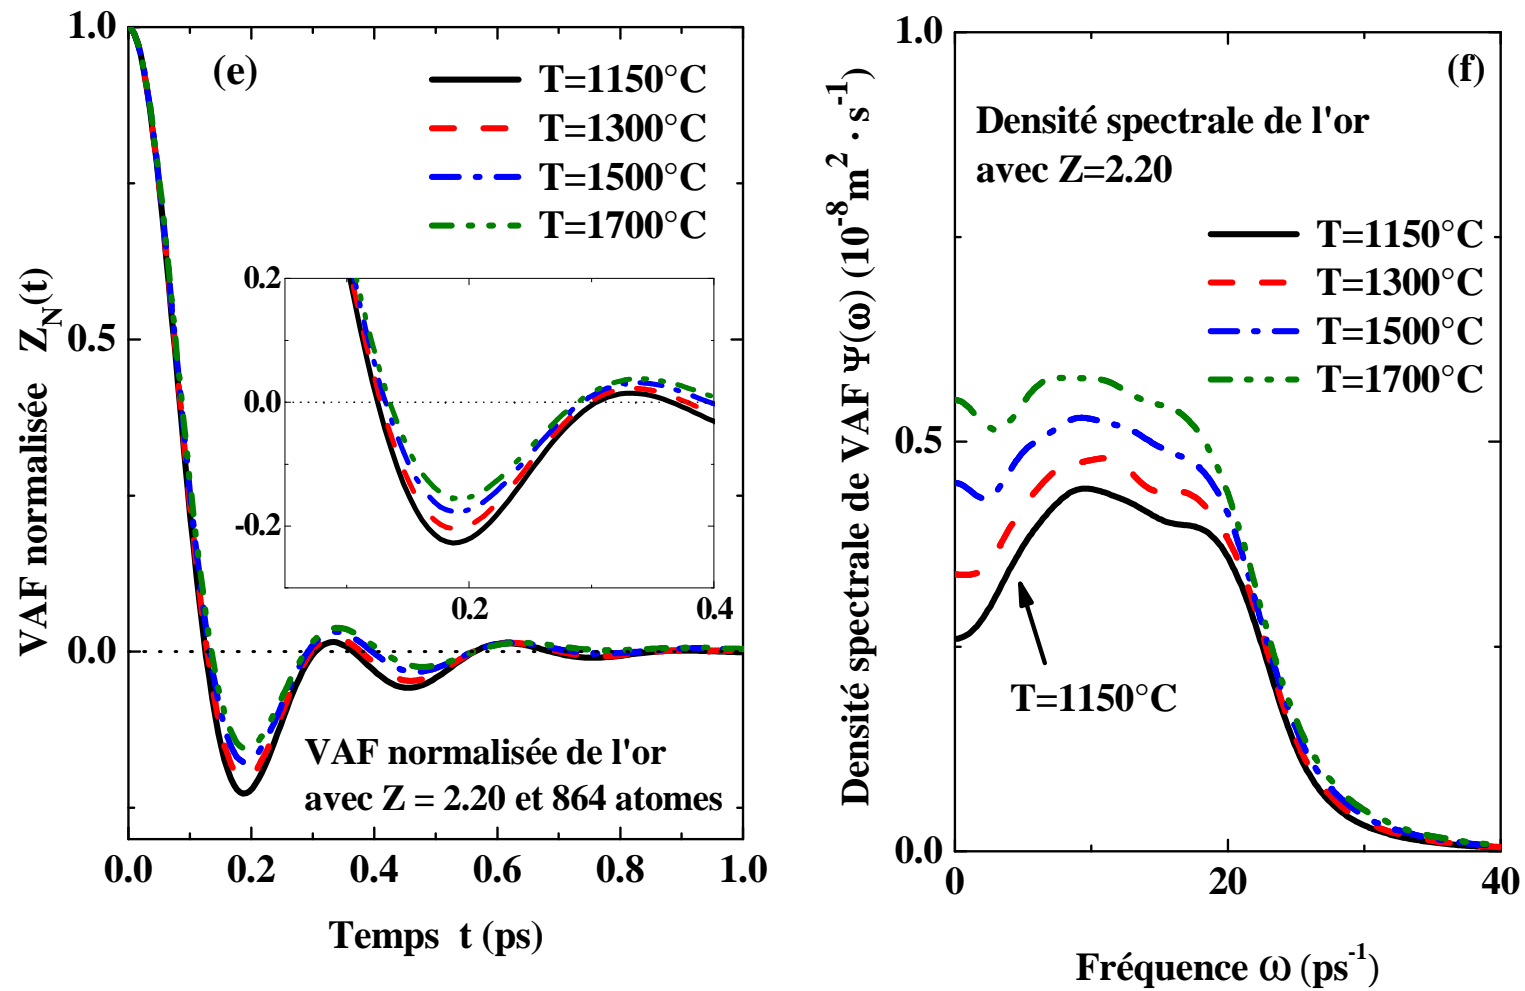 (e)
T=1150°C
T=1300°C
T=1500°C
T=1700°C
1.0
0.5
0.0
VAF normalisée Z_N(t)
0.2
0.0
-0.2
0.2
0.4
VAF normalisée de l'or
avec Z = 2.20 et 864 atomes
0.0
0.2
0.4
0.6
0.8
1.0
Temps t (ps)
(f)
Densité spectrale de l'or
avec Z=2.20
T=1150°C
T=1300°C
T=1500°C
T=1700°C
1.0
0.5
0.0
Densité spectrale de VAF Ψ(ω) (10⁻⁸m² · s⁻¹)
T=1150°C
0
20
40
Fréquence ω (ps⁻¹)